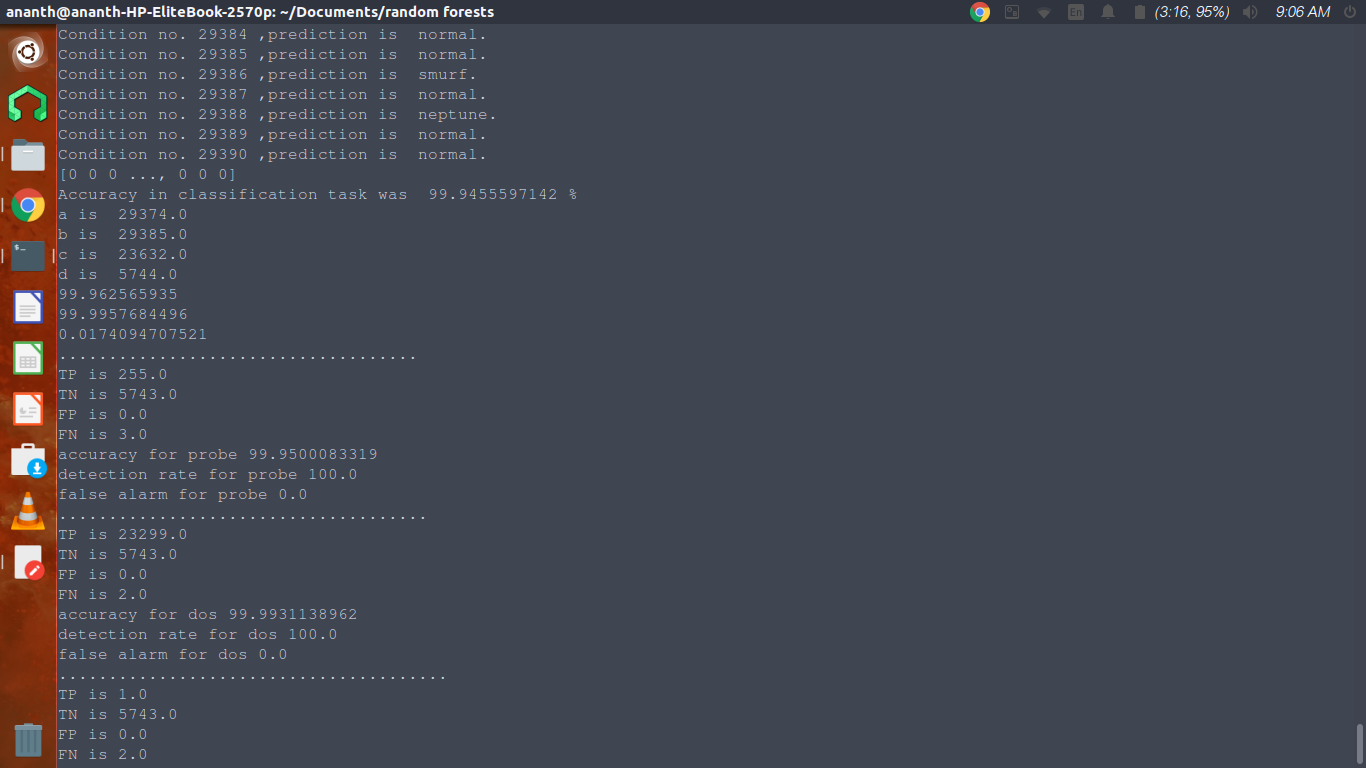 ananth@ananth-HP-EliteBook-2570p: ~/Documents/random forests
En
(3:16, 95%)
9:06 AM
Condition no. 29384 ,prediction is  normal.
Condition no. 29385 ,prediction is  normal.
Condition no. 29386 ,prediction is  smurf.
Condition no. 29387 ,prediction is  normal.
Condition no. 29388 ,prediction is  neptune.
Condition no. 29389 ,prediction is  normal.
Condition no. 29390 ,prediction is  normal.
[0 0 0 ..., 0 0 0]
Accuracy in classification task was  99.9455597142 %
a is  29374.0
b is  29385.0
c is  23632.0
d is  5744.0
99.962565935
99.9957684496
0.0174094707521
....................................
TP is 255.0
TN is 5743.0
FP is 0.0
FN is 3.0
accuracy for probe 99.9500083319
detection rate for probe 100.0
false alarm for probe 0.0
.....................................
TP is 23299.0
TN is 5743.0
FP is 0.0
FN is 2.0
accuracy for dos 99.9931138962
detection rate for dos 100.0
false alarm for dos 0.0
.......................................
TP is 1.0
TN is 5743.0
FP is 0.0
FN is 2.0